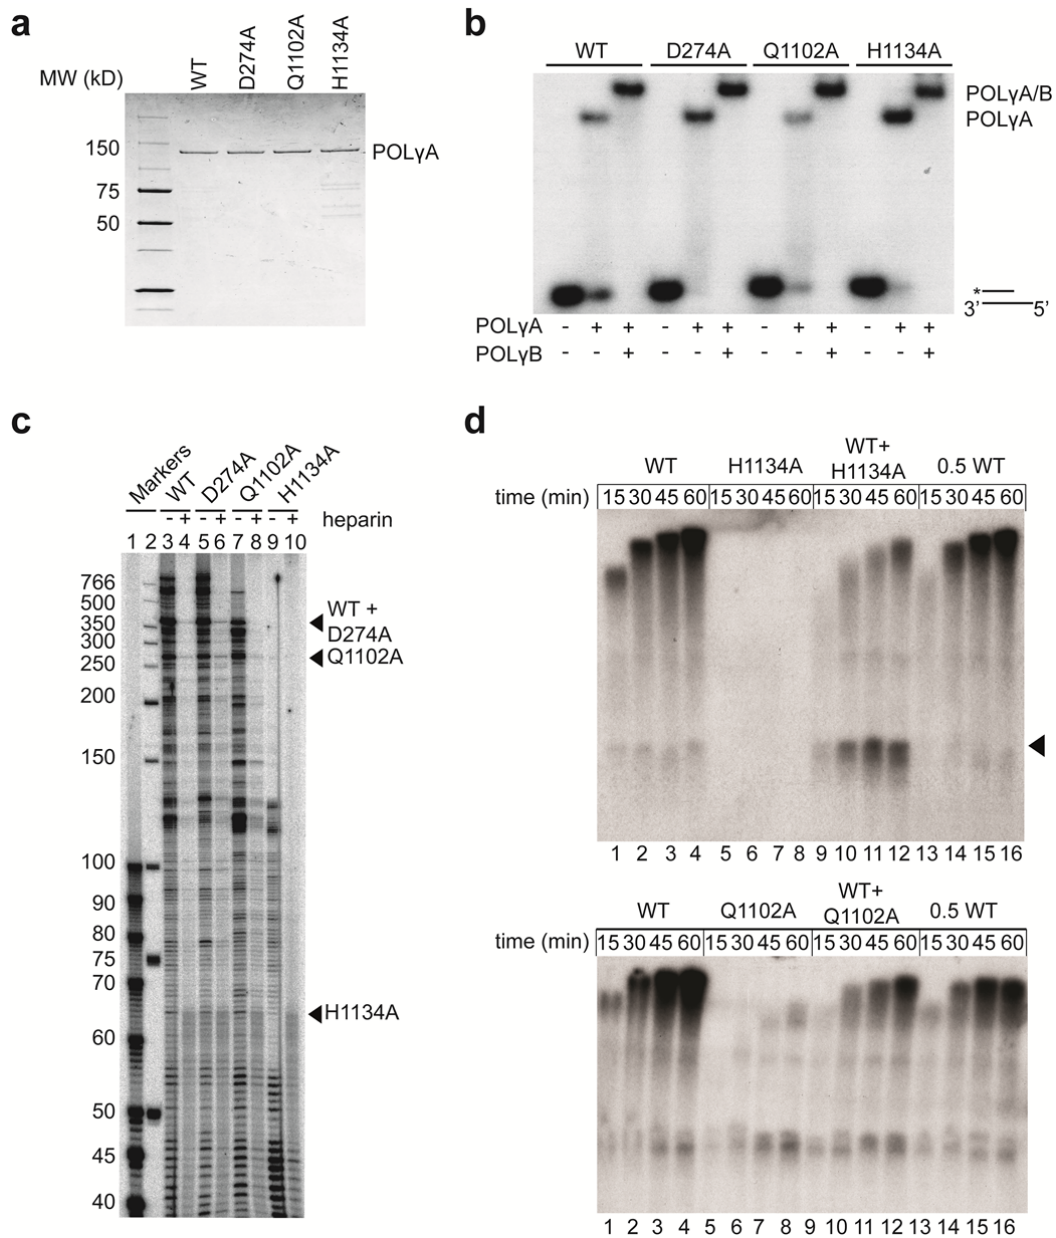 a
MW (kD)
WT
D274A
Q1102A
H1134A
150
75
50
POLγA
b
WT D274A Q1102A H1134A
POLγA/B
POLγA
*
3’ 5’
POLγA - + + - + + - + + - + +
POLγB - - + - - + - - + - - +
c
Markers
WT
D274A
Q1102A
H1134A
- + - + - + - + heparin
1 2 3 4 5 6 7 8 9 10
766
500
350
300
250
200
150
100
90
80
75
70
60
50
45
40
WT +
D274A
Q1102A
H1134A
d
WT H1134A WT+
H1134A 0.5 WT
time (min) 15 30 45 60 15 30 45 60 15 30 45 60 15 30 45 60
1 2 3 4 5 6 7 8 9 10 11 12 13 14 15 16
WT Q1102A WT+
Q1102A 0.5 WT
time (min) 15 30 45 60 15 30 45 60 15 30 45 60 15 30 45 60
1 2 3 4 5 6 7 8 9 10 11 12 13 14 15 16